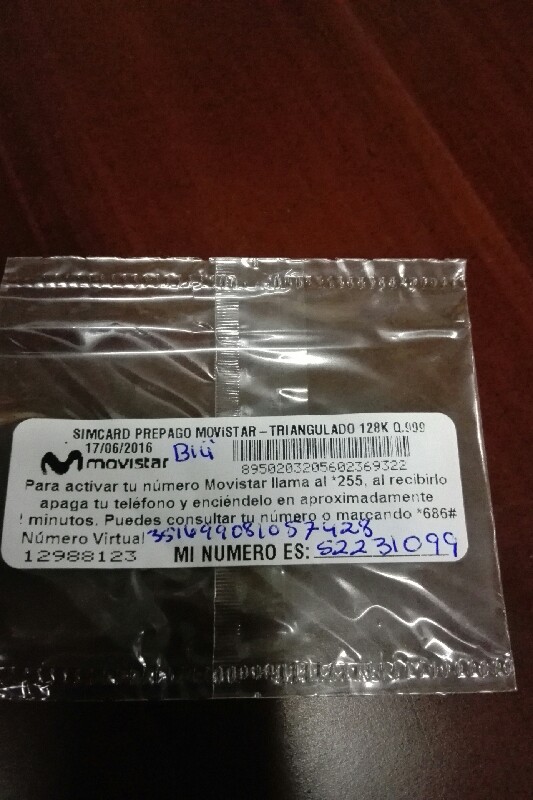 SIMCARD PREPAGO MOVISTAR - TRIANGULADO 128K Q.999
17/06/2016
movistar Biii
8950203205602369322
Para activar tu número Movistar llama al *255, al recibirlo
apaga tu teléfono y enciéndelo en aproximadamente
minutos. Puedes consultar tu número o marcando *686#
Número Virtual 351699081057428
12988123 MI NUMERO ES: 52231099